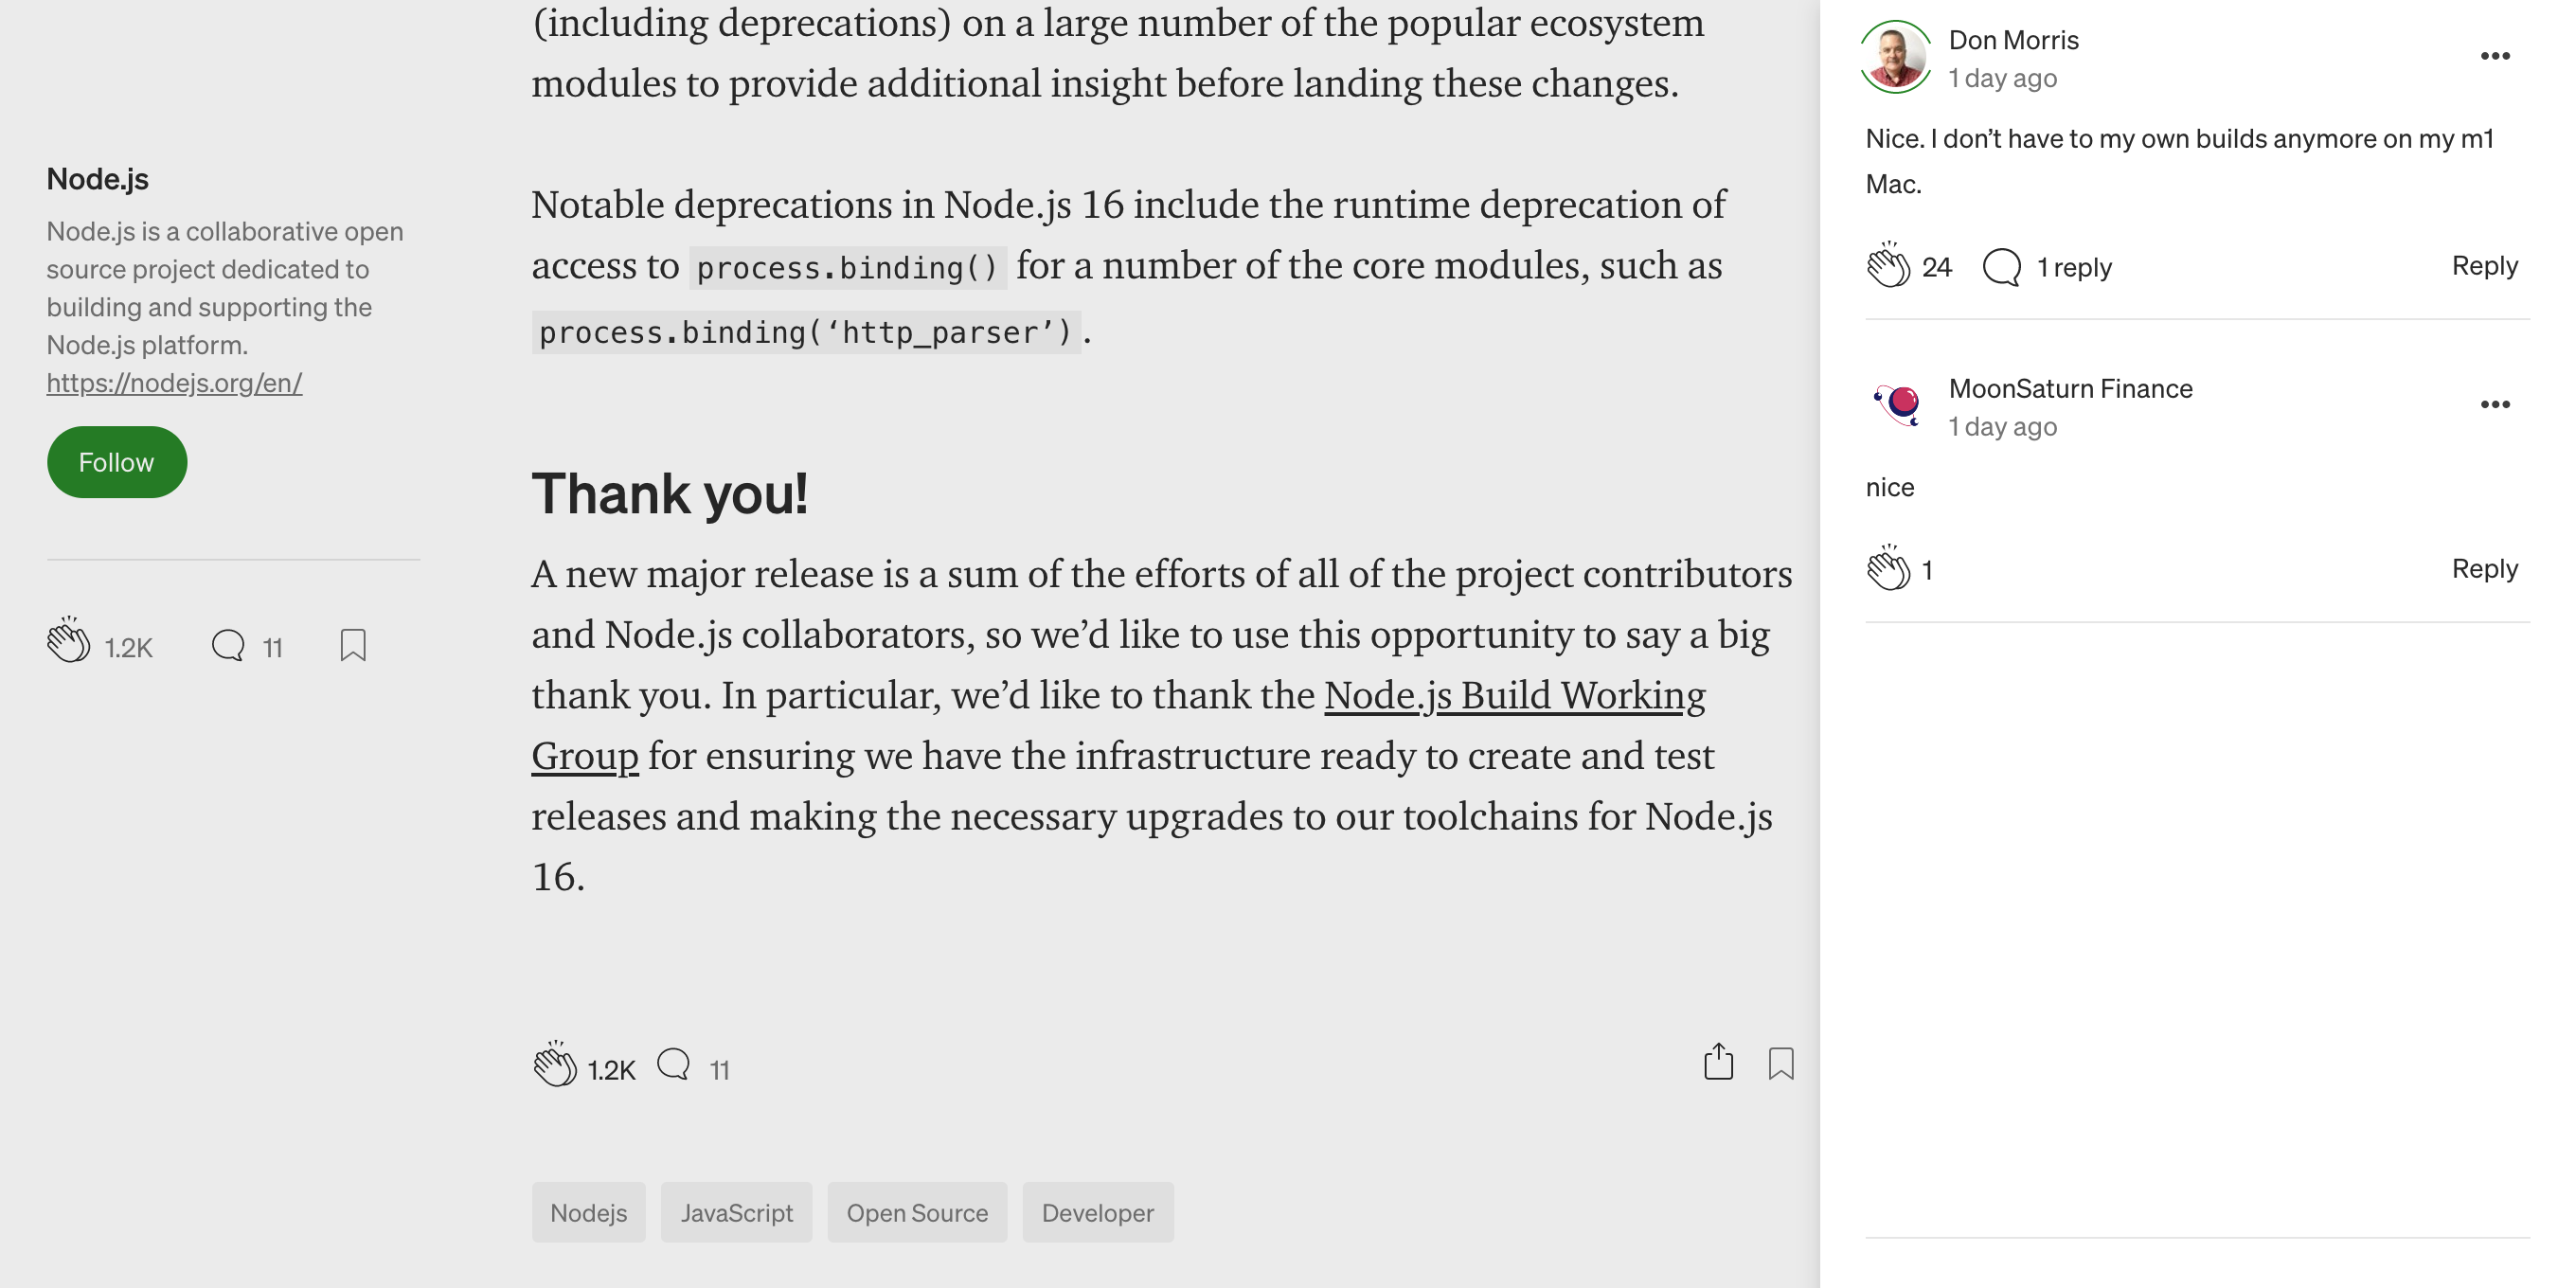 Node.js
Node.js is a collaborative open
source project dedicated to
building and supporting the
Node.js platform.
https://nodejs.org/en/
Follow
1.2K 11
(including deprecations) on a large number of the popular ecosystem
modules to provide additional insight before landing these changes.
Notable deprecations in Node.js 16 include the runtime deprecation of
access to process.binding() for a number of the core modules, such as
process.binding(‘http_parser’).
Thank you!
A new major release is a sum of the efforts of all of the project contributors
and Node.js collaborators, so we’d like to use this opportunity to say a big
thank you. In particular, we’d like to thank the Node.js Build Working
Group for ensuring we have the infrastructure ready to create and test
releases and making the necessary upgrades to our toolchains for Node.js
16.
1.2K 11
Nodejs JavaScript Open Source Developer
Don Morris
1 day ago
Nice. I don’t have to my own builds anymore on my m1
Mac.
24 1 reply Reply
MoonSaturn Finance
1 day ago
nice
1 Reply